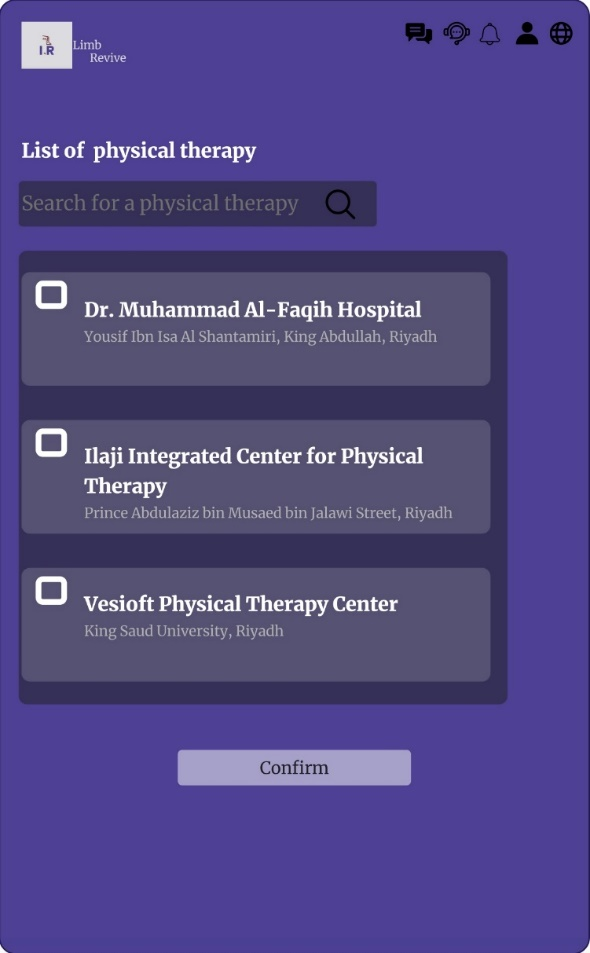 LR
Limb
Revive
List of physical therapy
Search for a physical therapy
Dr. Muhammad Al-Faqih Hospital
Yousif Ibn Isa Al Shantamiri, King Abdullah, Riyadh
Ilaji Integrated Center for Physical
Therapy
Prince Abdulaziz bin Musaed bin Jalawi Street, Riyadh
Vesioft Physical Therapy Center
King Saud University, Riyadh
Confirm